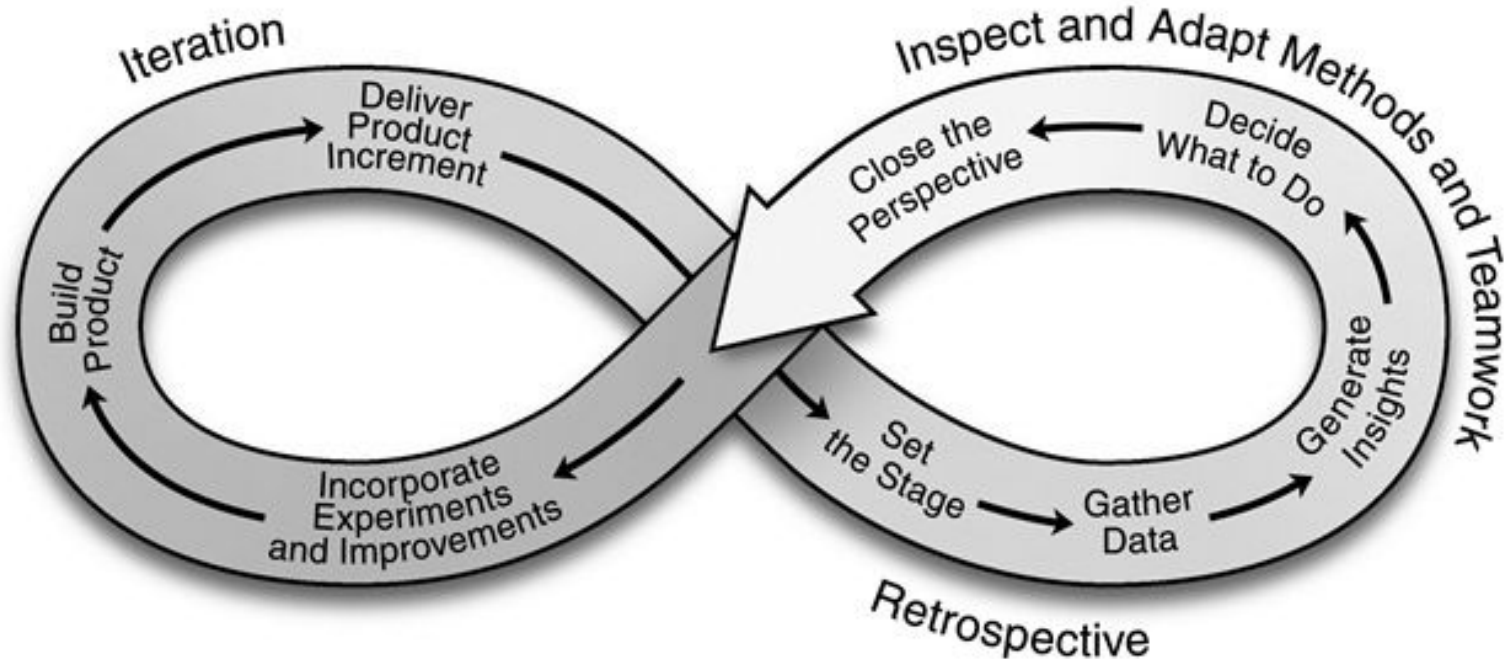 Iteration
Deliver
Product
Increment
Build
Product
Incorporate
Experiments
and Improvements
Inspect and Adapt Methods and Teamwork
Close the
Perspective
Decide
What to Do
Generate
Insights
Set
the Stage
Gather
Data
Retrospective